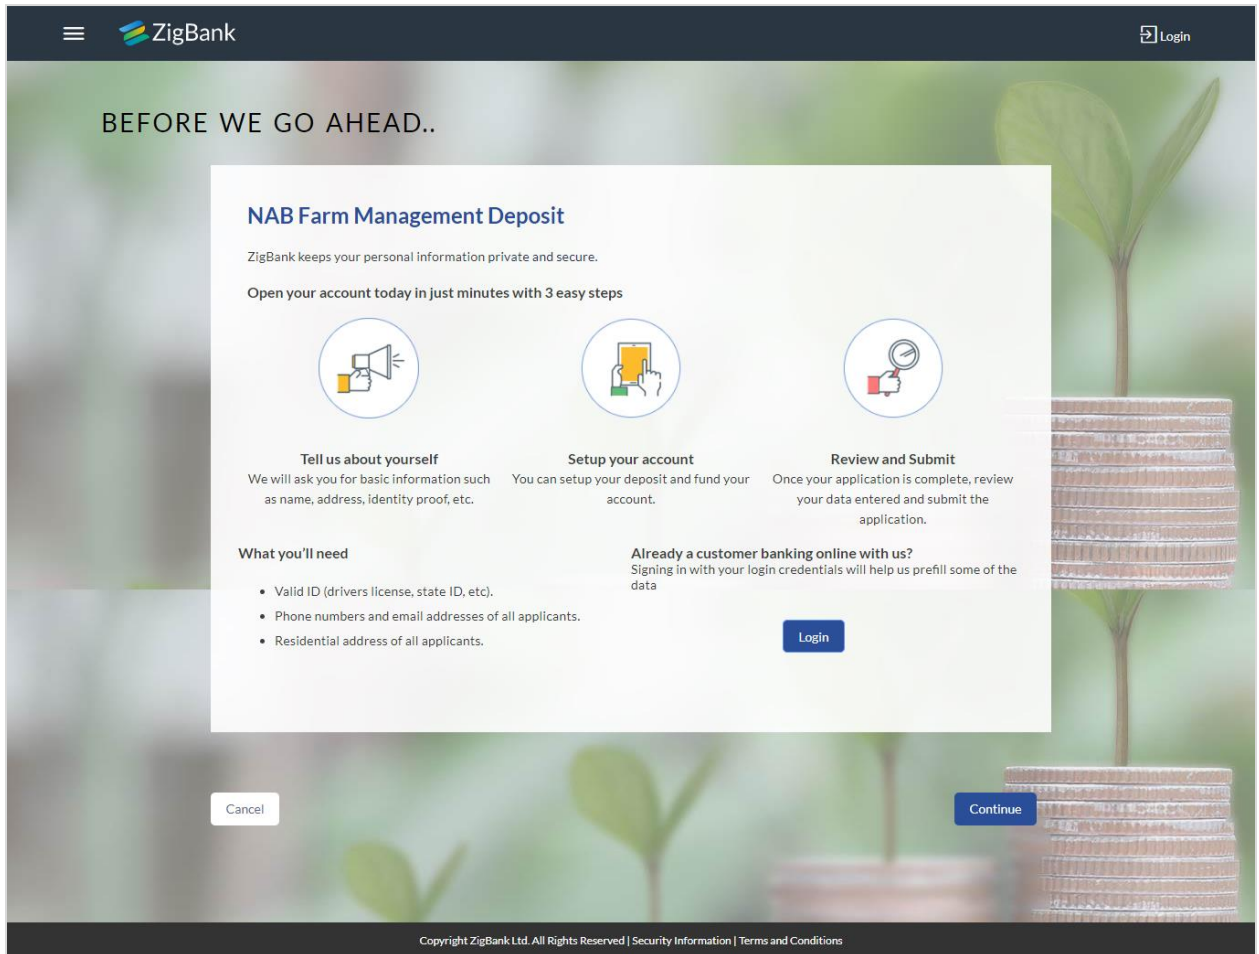 ZigBank
Login
BEFORE WE GO AHEAD..
NAB Farm Management Deposit
ZigBank keeps your personal information private and secure.
Open your account today in just minutes with 3 easy steps
Tell us about yourself
We will ask you for basic information such
as name, address, identity proof, etc.
Setup your account
You can setup your deposit and fund your
account.
Review and Submit
Once your application is complete, review
your data entered and submit the
application.
What you'll need
• Valid ID (drivers license, state ID, etc).
• Phone numbers and email addresses of all applicants.
• Residential address of all applicants.
Already a customer banking online with us?
Signing in with your login credentials will help us prefill some of the
data
Login
Cancel
Continue
Copyright ZigBank Ltd. All Rights Reserved | Security Information | Terms and Conditions